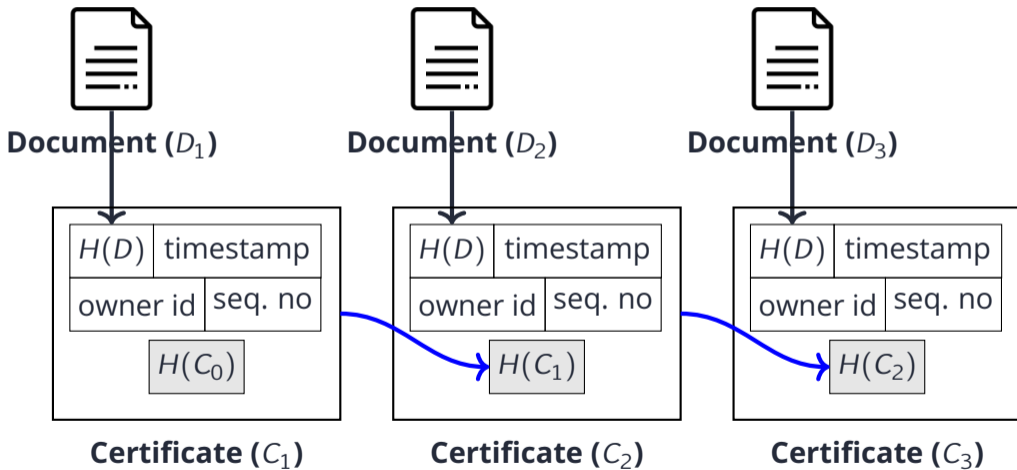 Document (D₁) Document (D₂) Document (D₃)
H(D) timestamp H(D) timestamp H(D) timestamp
owner id seq. no owner id seq. no owner id seq. no
H(C₀) H(C₁) H(C₂)
Certificate (C₁) Certificate (C₂) Certificate (C₃)